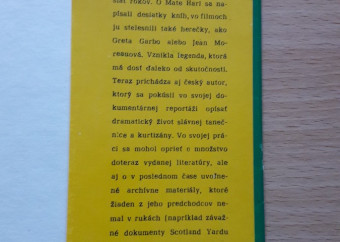 siat rokov. O Mate Hari sa na-
písali desiatky kníh, vo filmoch
ju stelesnili také herečky, ako
Greta Garbo alebo Jean Mo-
reauová. Vznikla legenda, ktorá
má dosť ďaleko od skutočnosti.
Teraz prichádza aj český autor,
ktorý sa pokúsil vo svojej do-
kumentárnej reportáži opísať
dramatický život slávnej taneč-
nice a kurtizány. Vo svojej prá-
ci sa mohol oprieť o množstvo
doteraz vydanej literatúry, ale
aj o v poslednom čase uvoľne-
né archívne materiály, ktoré
žiaden z jeho predchodcov ne-
mal v rukách (napríklad závaž-
né dokumenty Scotland Yardu